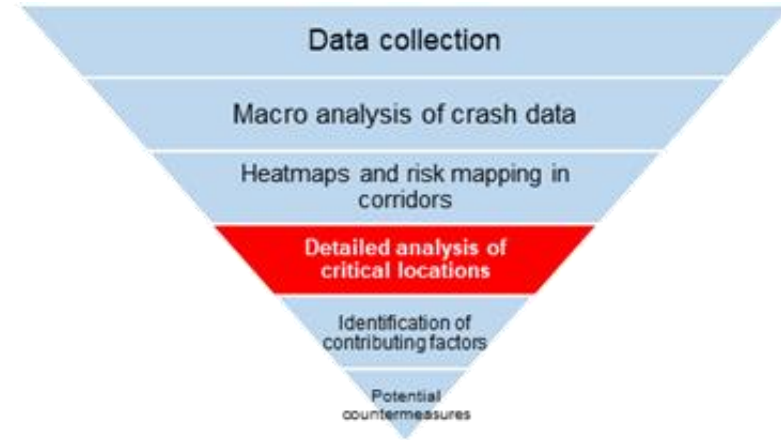 Data collection
Macro analysis of crash data
Heatmaps and risk mapping in
corridors
Detailed analysis of
critical locations
Identification of
contributing factors
Potential
countermeasures